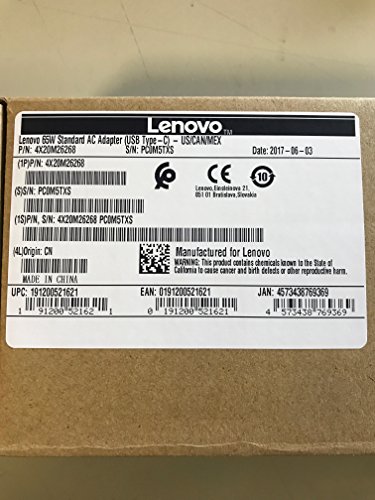 Lenovo™
Lenovo 65W Standard AC Adapter (USB Type-C) - US/CAN/MEX
P/N: 4X20M26268 S/N: PC0M5TXS Date: 2017-06-03
(1P)P/N: 4X20M26268
(S)S/N: PC0M5TXS
(1S)P/N, S/N: 4X20M26268 PC0M5TXS
CE
10
Lenovo, Einsteinova 21,
851 01 Bratislava, Slovakia
(4L)Origin: CN
MADE IN CHINA
Manufactured for Lenovo
WARNING: This product contains chemicals known to the State of
California to cause cancer and birth defects or other reproductive harm.
UPC: 191200521621 EAN: 0191200521621 JAN: 4573438769369
1 91200 52162 1 0 191200 521621 4 573438 769369